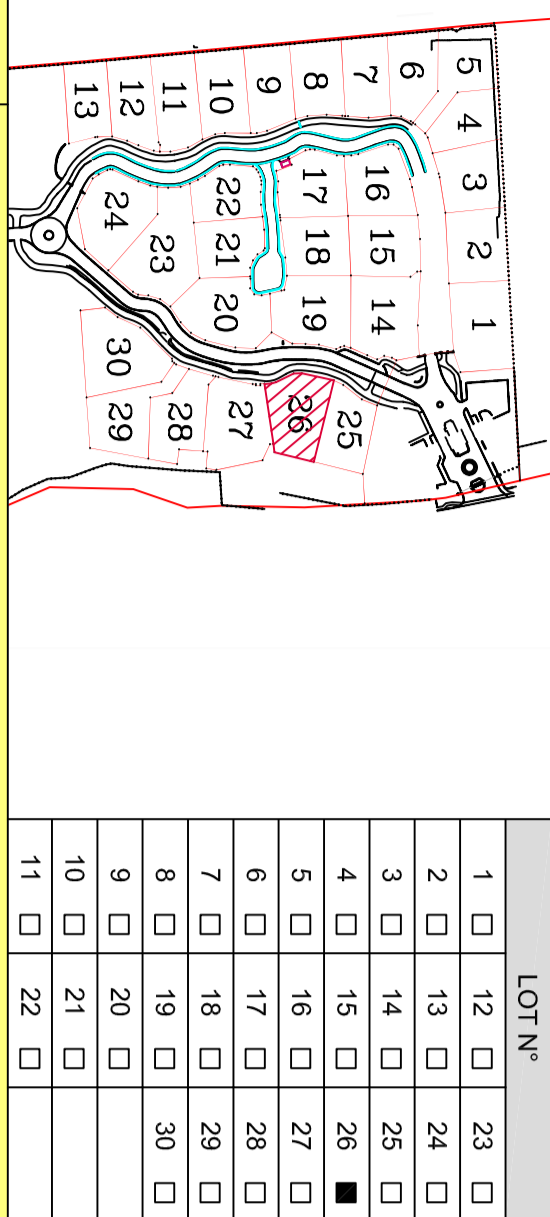 5
4
3
2
1
6
7
8
9
10
11
12
13
16
15
14
17
18
19
22
21
20
24
23
25
26
27
28
30
29
LOT N°
1 □ 12 □ 23 □
2 □ 13 □ 24 □
3 □ 14 □ 25 □
4 □ 15 □ 26 ■
5 □ 16 □ 27 □
6 □ 17 □ 28 □
7 □ 18 □ 29 □
8 □ 19 □ 30 □
9 □ 20 □
10 □ 21 □
11 □ 22 □